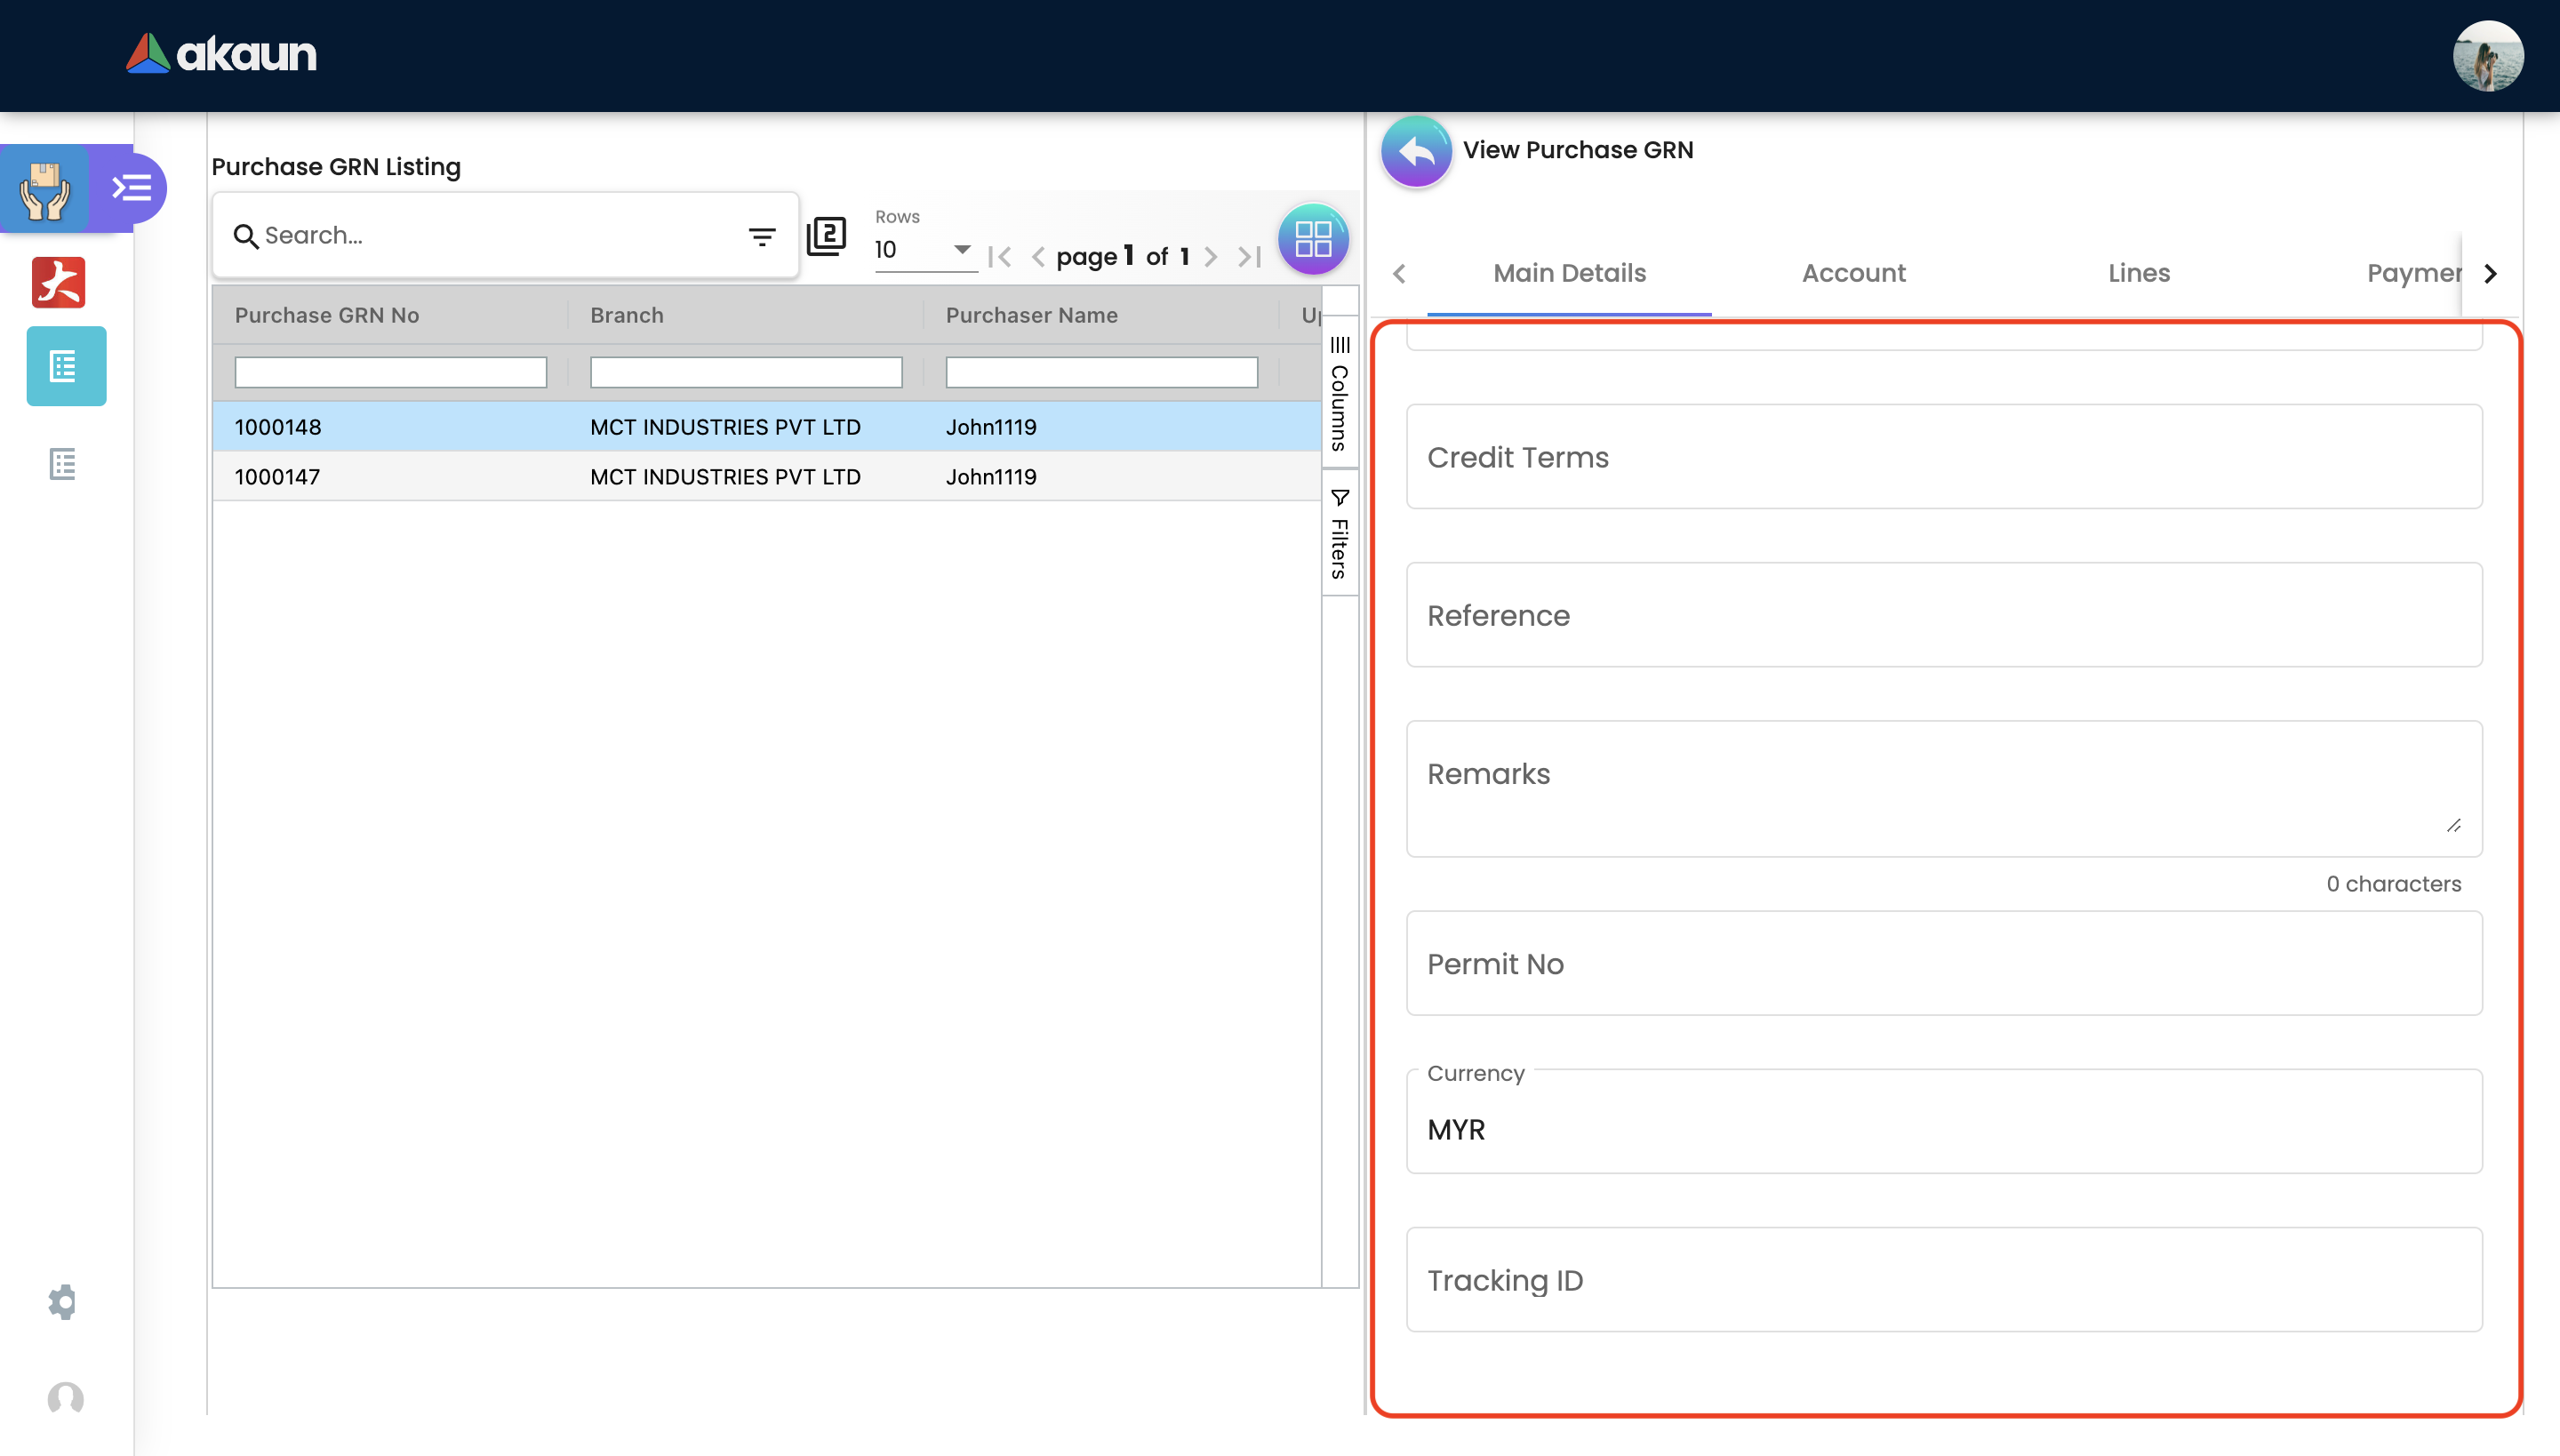 akaun
Purchase GRN Listing
Search...
2
Rows
10
page 1 of 1
Purchase GRN No
Branch
Purchaser Name
Columns
Filters
1000148
MCT INDUSTRIES PVT LTD
John1119
1000147
MCT INDUSTRIES PVT LTD
John1119
View Purchase GRN
Main Details
Account
Lines
Credit Terms
Reference
Remarks
0 characters
Permit No
Currency
MYR
Tracking ID